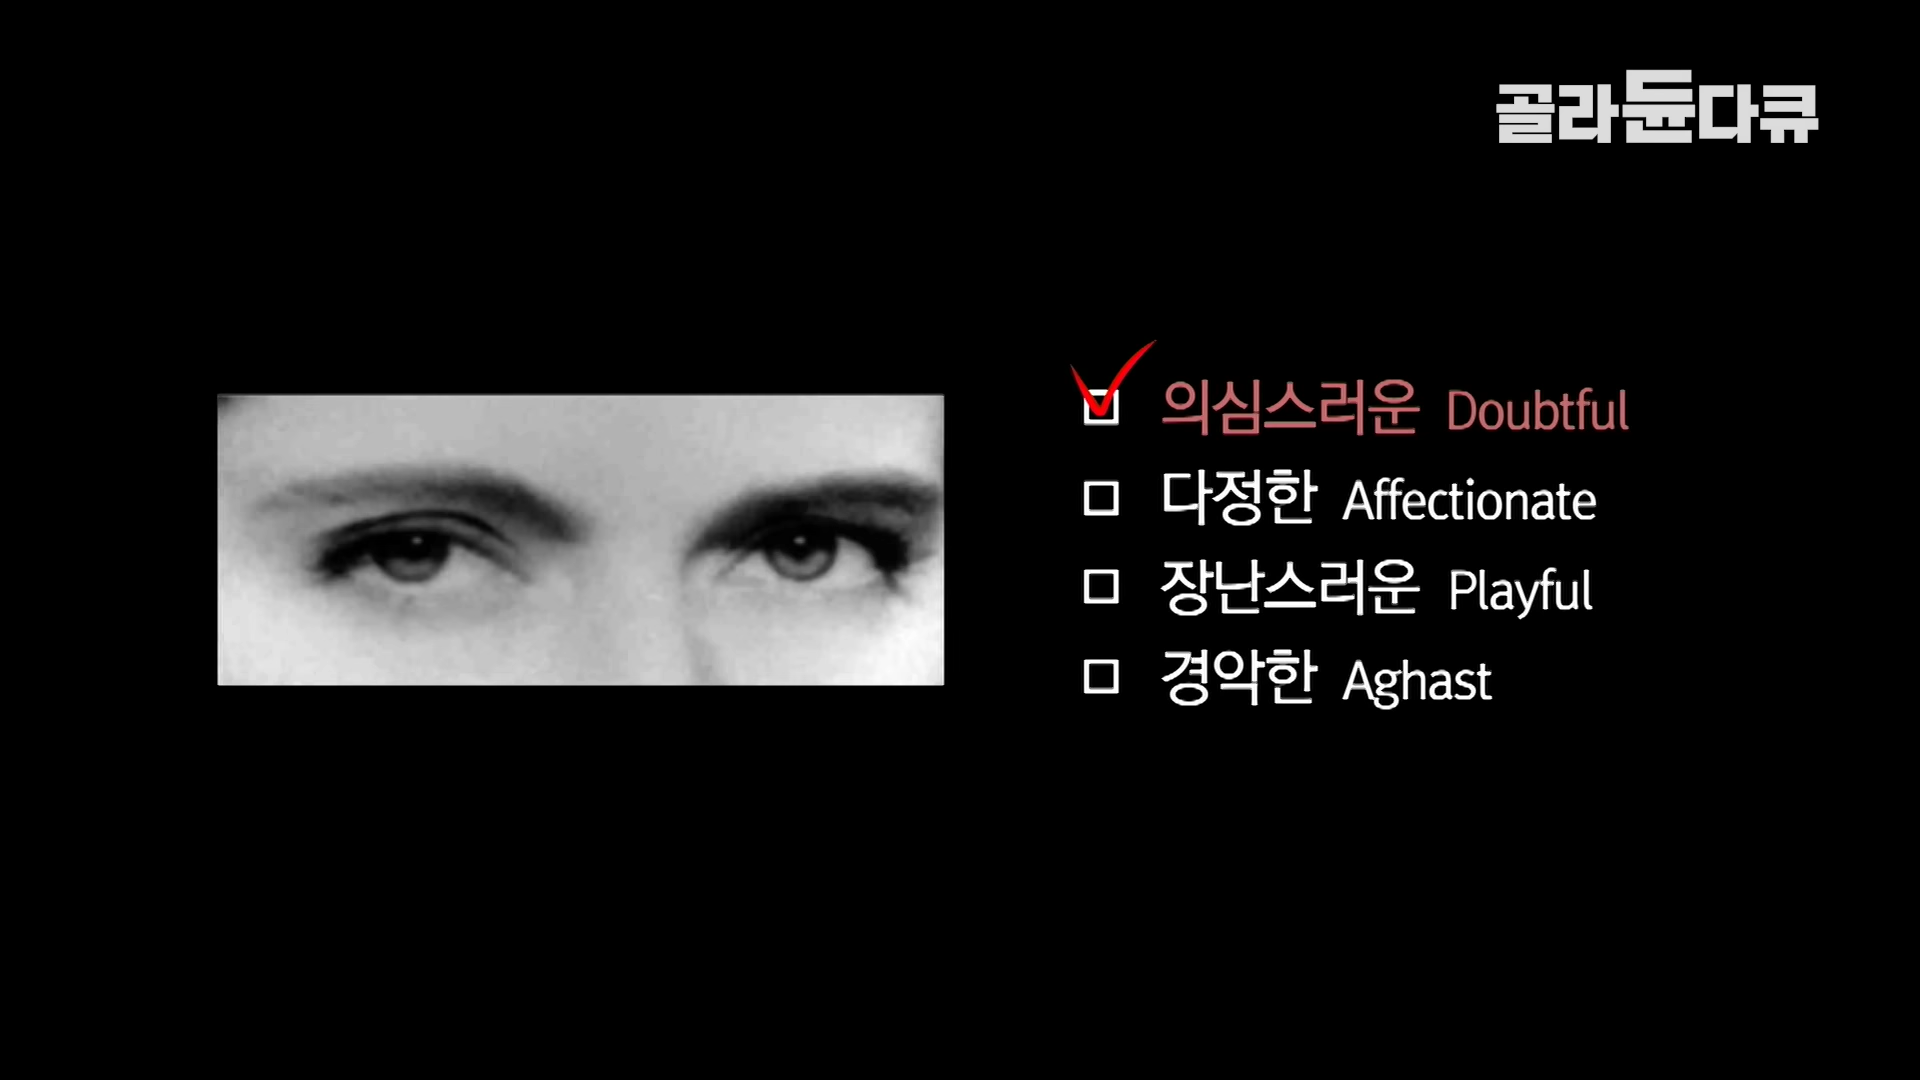 골라듄다큐
의심스러운 Doubtful
다정한 Affectionate
장난스러운 Playful
경악한 Aghast